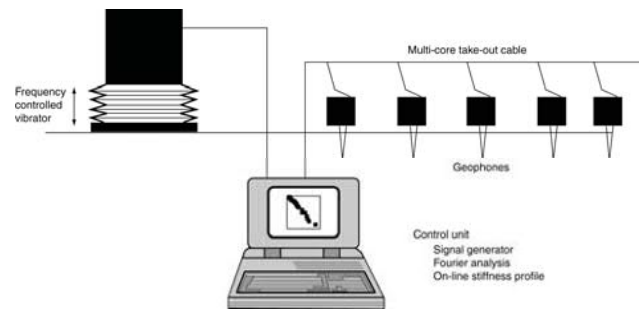 Multi-core take-out cable
Frequency
controlled
vibrator
Geophones
Control unit
Signal generator
Fourier analysis
On-line stiffness profile